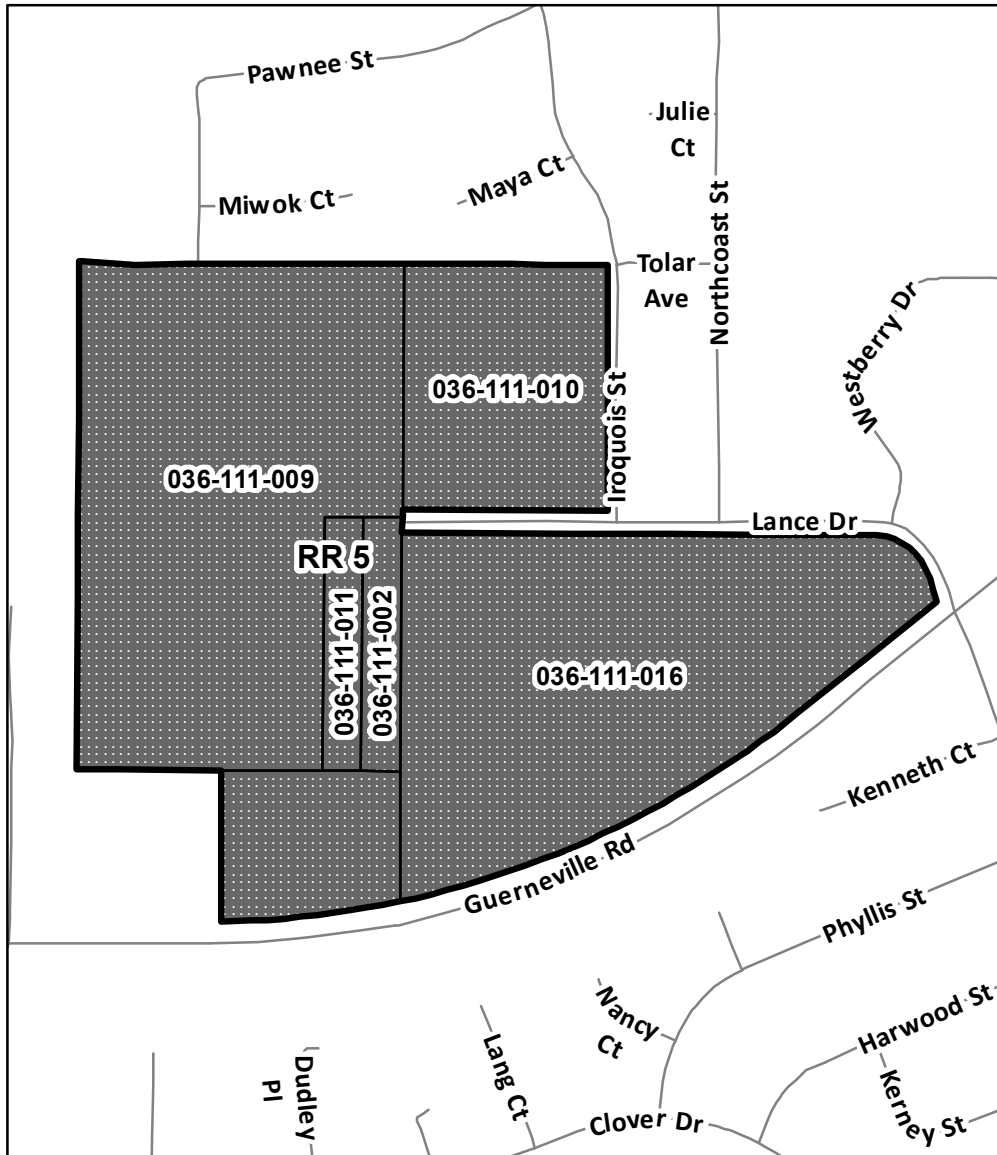 Pawnee St
Julie
Ct
Maya Ct
Miwok Ct
Northcoast St
Tolar
Ave
Westberry Dr
036-111-010
Iroquois St
036-111-009
Lance Dr
RR 5
036-111-011
036-111-002
036-111-016
Kenneth Ct
Guerneville Rd
Phyllis St
Nancy
Ct
Harwood St
Lang Ct
Dudley
Pl
Kerney St
Clover Dr